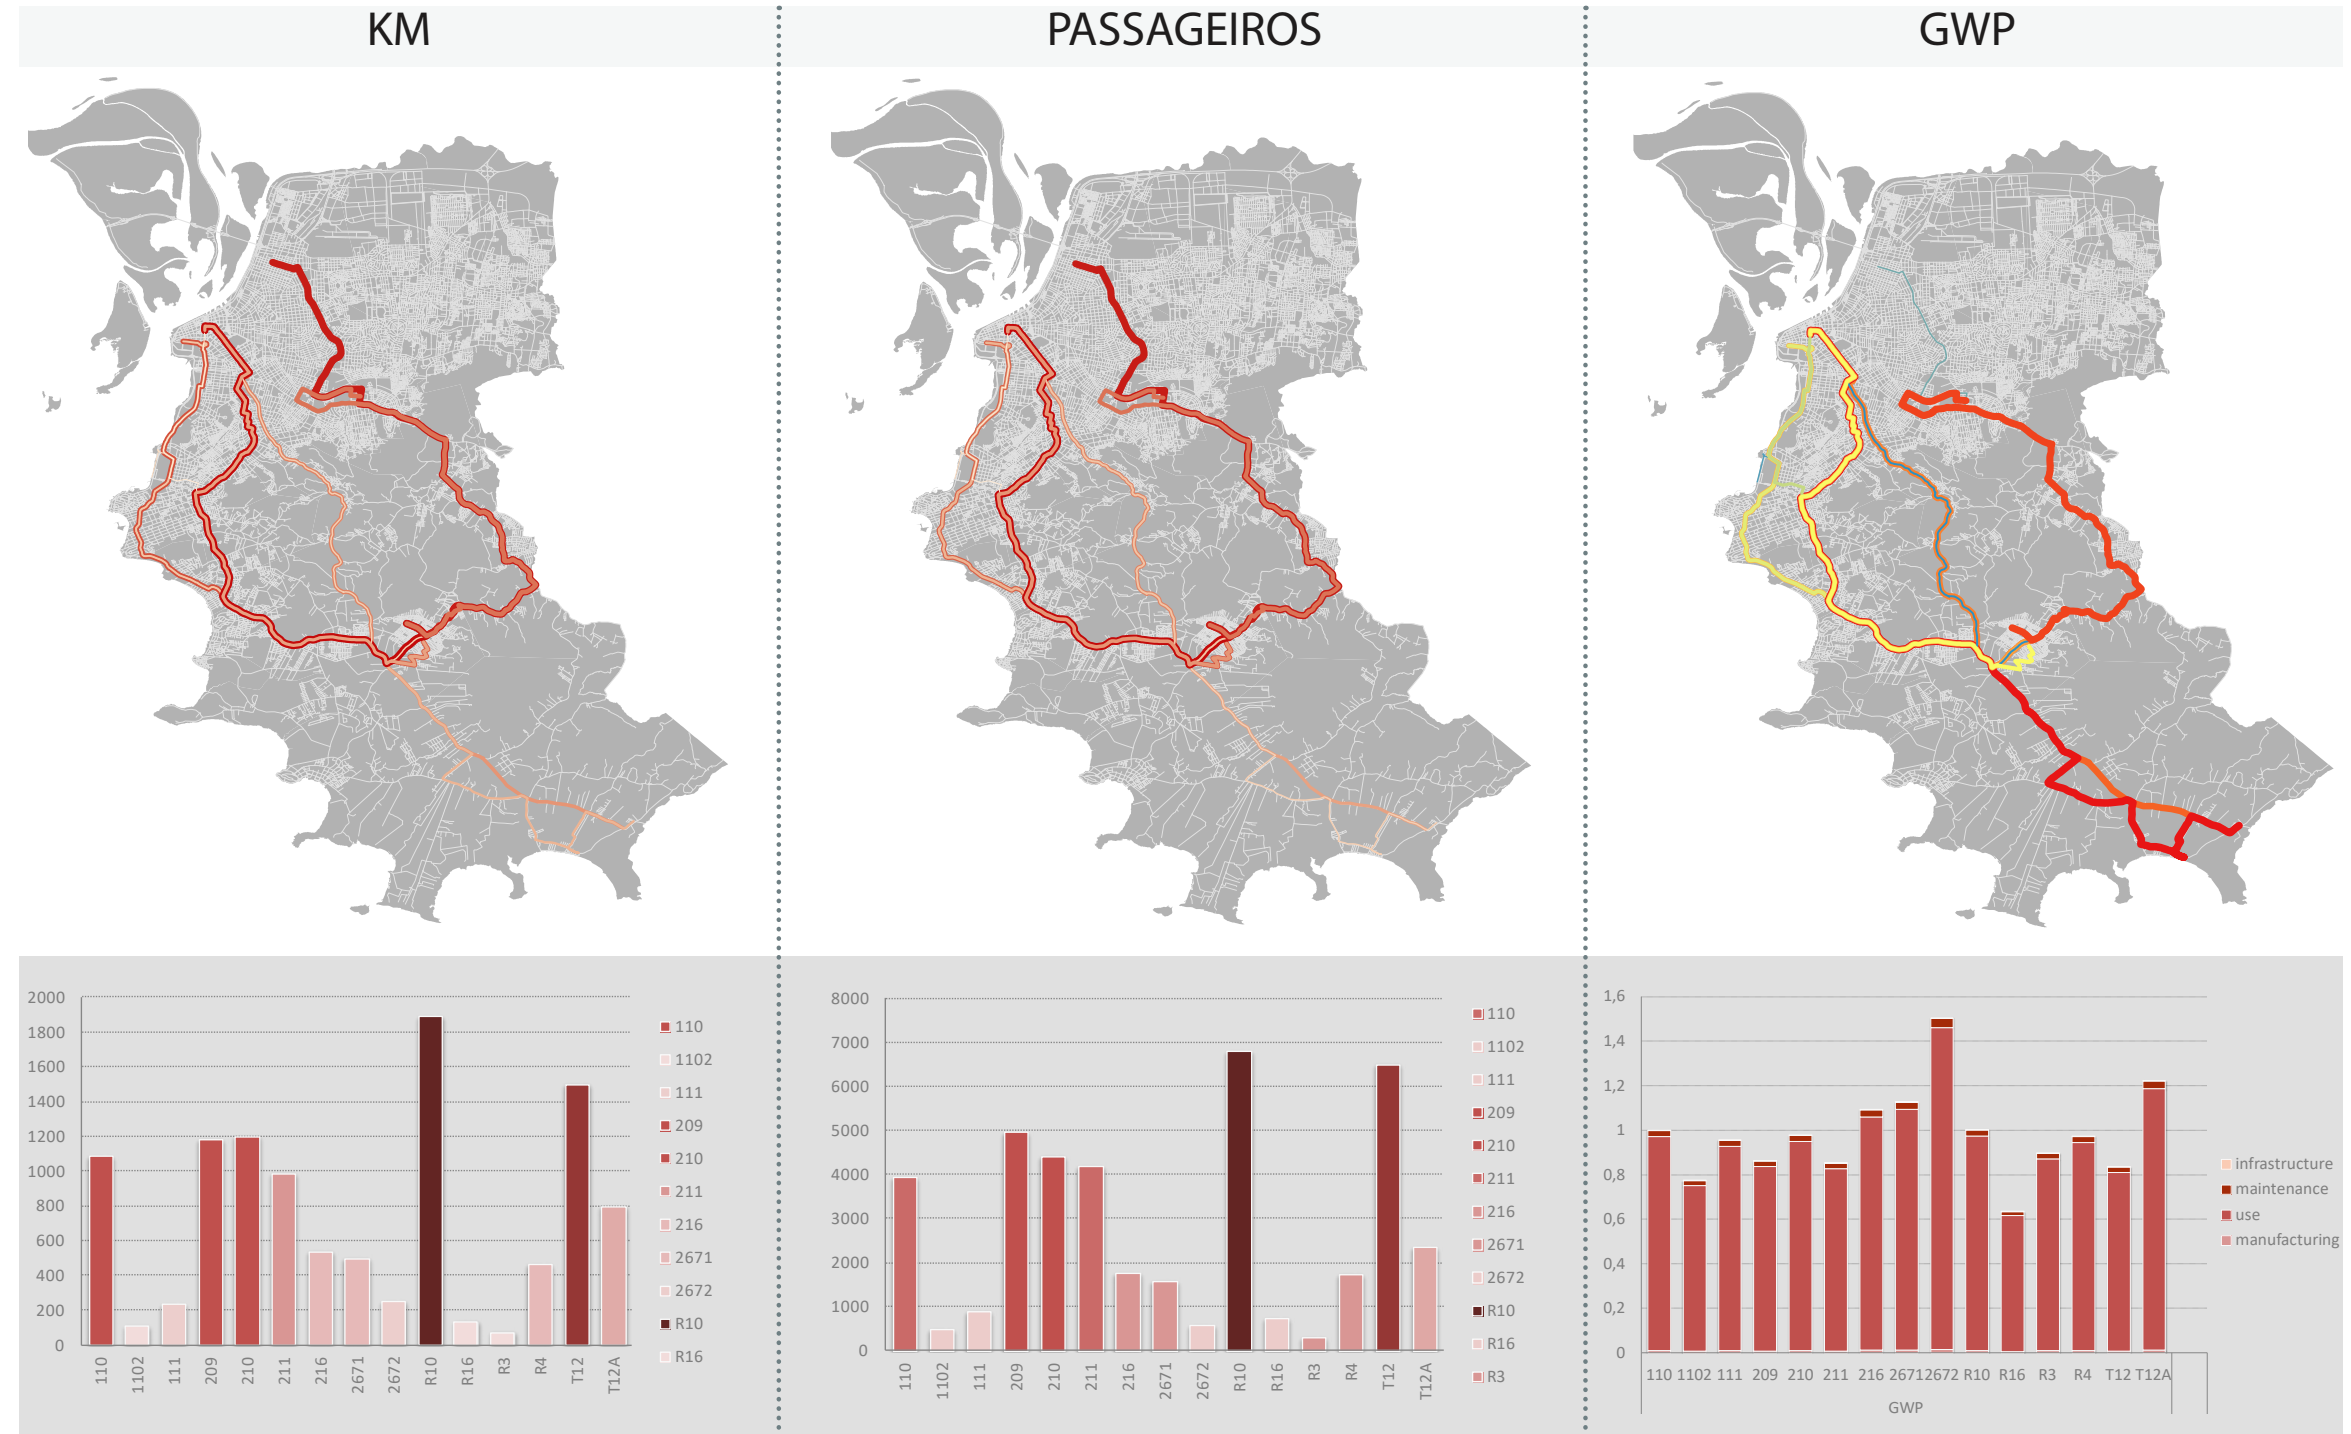 KM
PASSAGEIROS
GWP
2000
1800
1600
1400
1200
1000
800
600
400
200
0
110
1102
111
209
210
211
216
2671
2672
R10
R16
R3
R4
T12
T12A
110
1102
111
209
210
211
216
2671
2672
R10
R16
8000
7000
6000
5000
4000
3000
2000
1000
0
110
1102
111
209
210
211
216
2671
2672
R10
R16
R3
R4
T12
T12A
110
1102
111
209
210
211
216
2671
2672
R10
R16
R3
1,6
1,4
1,2
1
0,8
0,6
0,4
0,2
0
110 1102 111 209 210 211 216 2671 2672 R10 R16 R3 R4 T12 T12A
GWP
infrastructure
maintenance
use
manufacturing